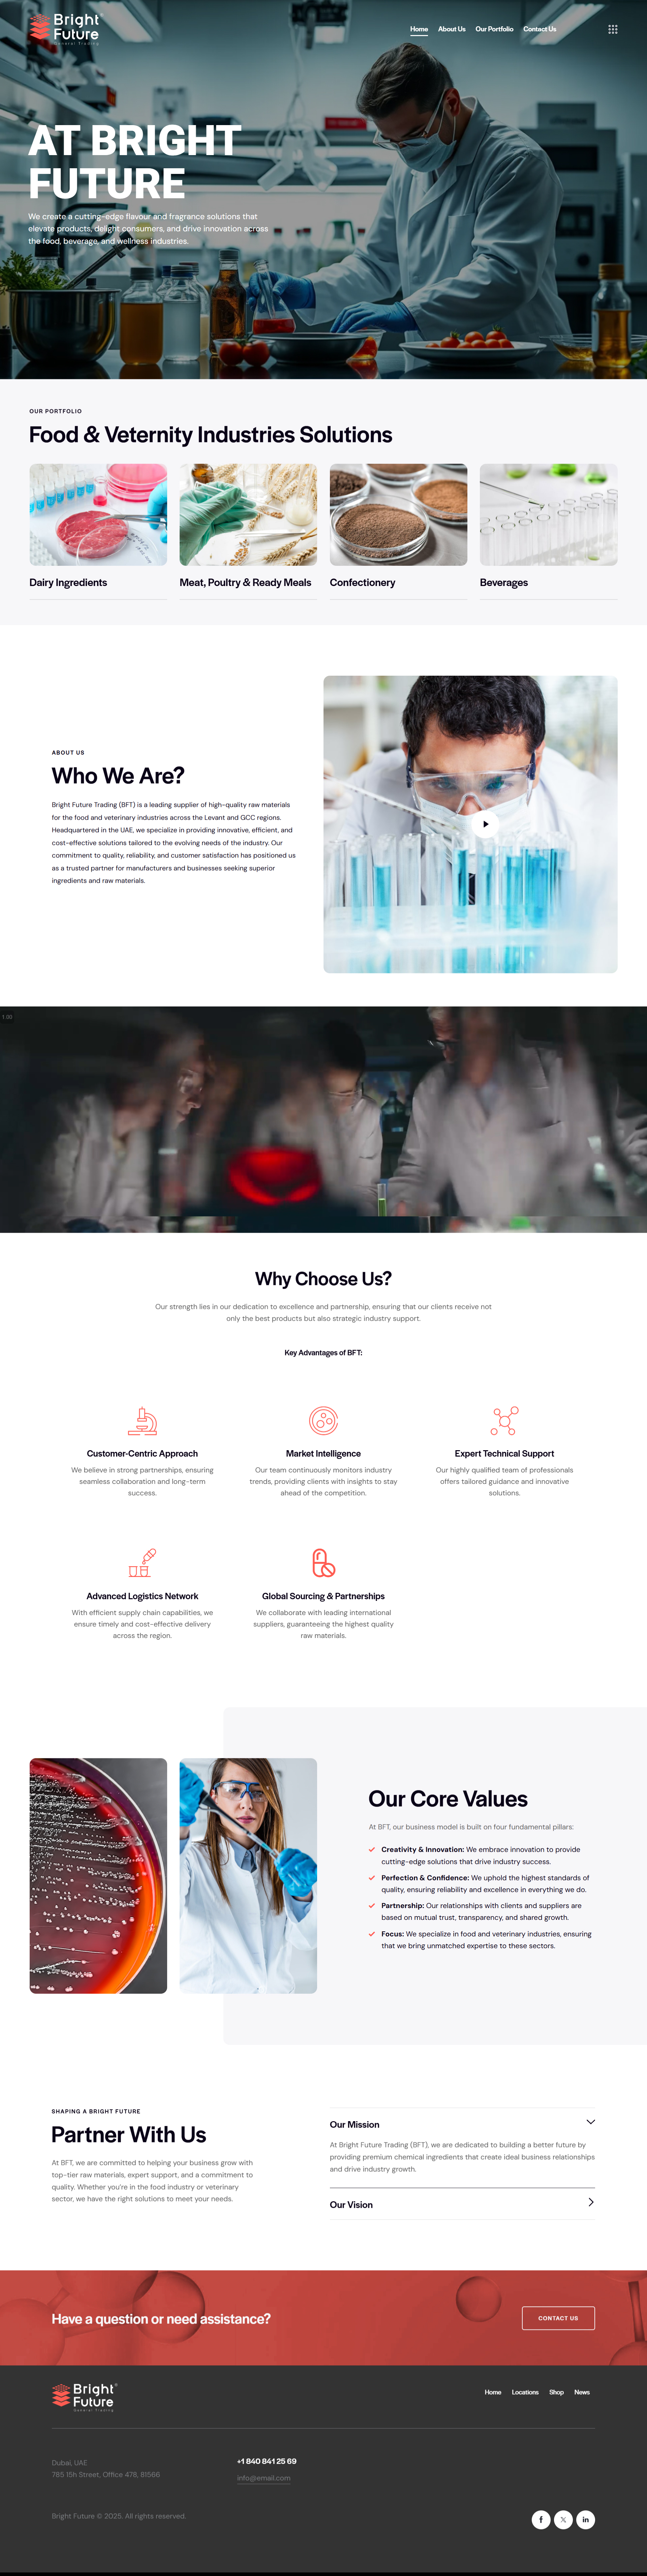 Bright
Future
General Trading
Home
About Us
Our Portfolio
Contact Us
AT BRIGHT
FUTURE
We create a cutting-edge flavour and fragrance solutions that
elevate products, delight consumers, and drive innovation across
the food, beverage, and wellness industries.
OUR PORTFOLIO
Food & Veternity Industries Solutions
Dairy Ingredients
Meat, Poultry & Ready Meals
Confectionery
Beverages
ABOUT US
Who We Are?
Bright Future Trading (BFT) is a leading supplier of high-quality raw materials
for the food and veterinary industries across the Levant and GCC regions.
Headquartered in the UAE, we specialize in providing innovative, efficient, and
cost-effective solutions tailored to the evolving needs of the industry. Our
commitment to quality, reliability, and customer satisfaction has positioned us
as a trusted partner for manufacturers and businesses seeking superior
ingredients and raw materials.
1.00
Why Choose Us?
Our strength lies in our dedication to excellence and partnership, ensuring that our clients receive not
only the best products but also strategic industry support.
Key Advantages of BFT:
Customer-Centric Approach
We believe in strong partnerships, ensuring
seamless collaboration and long-term
success.
Market Intelligence
Our team continuously monitors industry
trends, providing clients with insights to stay
ahead of the competition.
Expert Technical Support
Our highly qualified team of professionals
offers tailored guidance and innovative
solutions.
Advanced Logistics Network
With efficient supply chain capabilities, we
ensure timely and cost-effective delivery
across the region.
Global Sourcing & Partnerships
We collaborate with leading international
suppliers, guaranteeing the highest quality
raw materials.
Our Core Values
At BFT, our business model is built on four fundamental pillars:
Creativity & Innovation: We embrace innovation to provide
cutting-edge solutions that drive industry success.
Perfection & Confidence: We uphold the highest standards of
quality, ensuring reliability and excellence in everything we do.
Partnership: Our relationships with clients and suppliers are
based on mutual trust, transparency, and shared growth.
Focus: We specialize in food and veterinary industries, ensuring
that we bring unmatched expertise to these sectors.
SHAPING A BRIGHT FUTURE
Partner With Us
At BFT, we are committed to helping your business grow with
top-tier raw materials, expert support, and a commitment to
quality. Whether you're in the food industry or veterinary
sector, we have the right solutions to meet your needs.
Our Mission
At Bright Future Trading (BFT), we are dedicated to building a better future by
providing premium chemical ingredients that create ideal business relationships
and drive industry growth.
Our Vision
Have a question or need assistance?
CONTACT US
Bright
Future
General Trading
Home
Locations
Shop
News
Dubai, UAE
785 15h Street, Office 478, 81566
+1 840 841 25 69
info@email.com
Bright Future © 2025. All rights reserved.